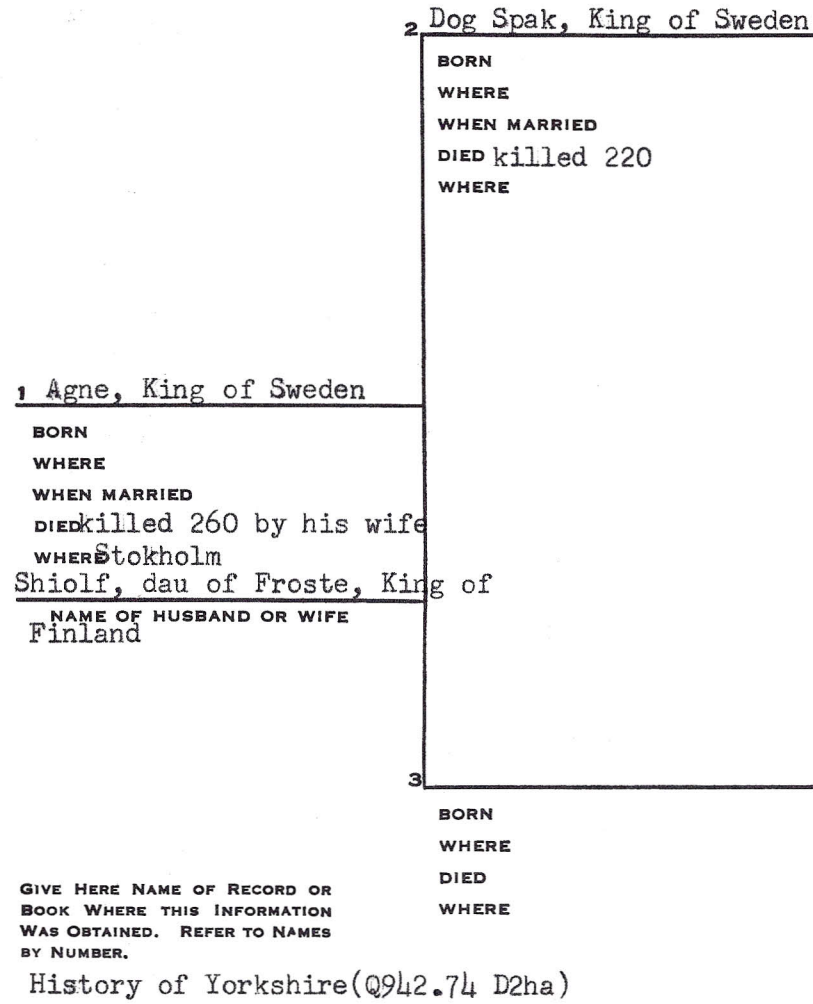 2 Dog Spak, King of Sweden
BORN
WHERE
WHEN MARRIED
DIED killed 220
WHERE
1 Agne, King of Sweden
BORN
WHERE
WHEN MARRIED
DIED killed 260 by his wife
WHERE Stokholm
Shiolf, dau of Froste, King of
NAME OF HUSBAND OR WIFE
Finland
3
BORN
WHERE
DIED
WHERE
GIVE HERE NAME OF RECORD OR
BOOK WHERE THIS INFORMATION
WAS OBTAINED. REFER TO NAMES
BY NUMBER.
History of Yorkshire(Q942.74 D2ha)